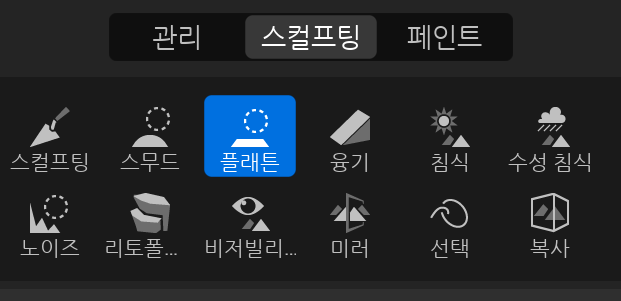 관리 스컬프팅 페인트
스컬프팅 스무드 플래튼 융기 침식 수성 침식
노이즈 리토폴... 비저빌리... 미러 선택 복사